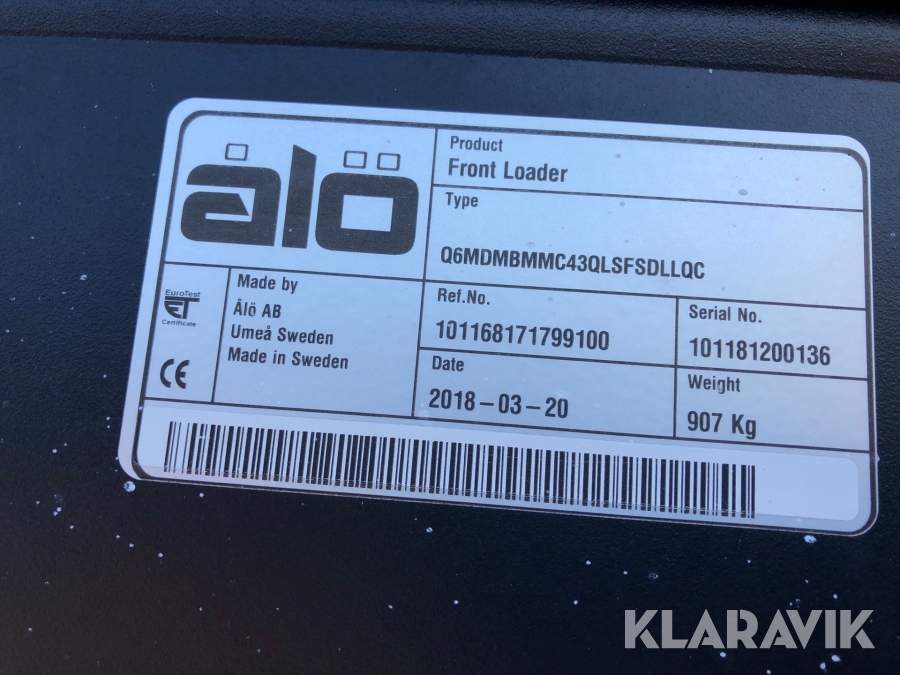 älö
Product
Front Loader
Type
Q6MDMBMMC43QLSFSDLLQC
EuroTest
ET
Certificate
CE
Made by
Ålö AB
Umeå Sweden
Made in Sweden
Ref.No.
101168171799100
Serial No.
101181200136
Date
2018-03-20
Weight
907 Kg
KLARAVIK